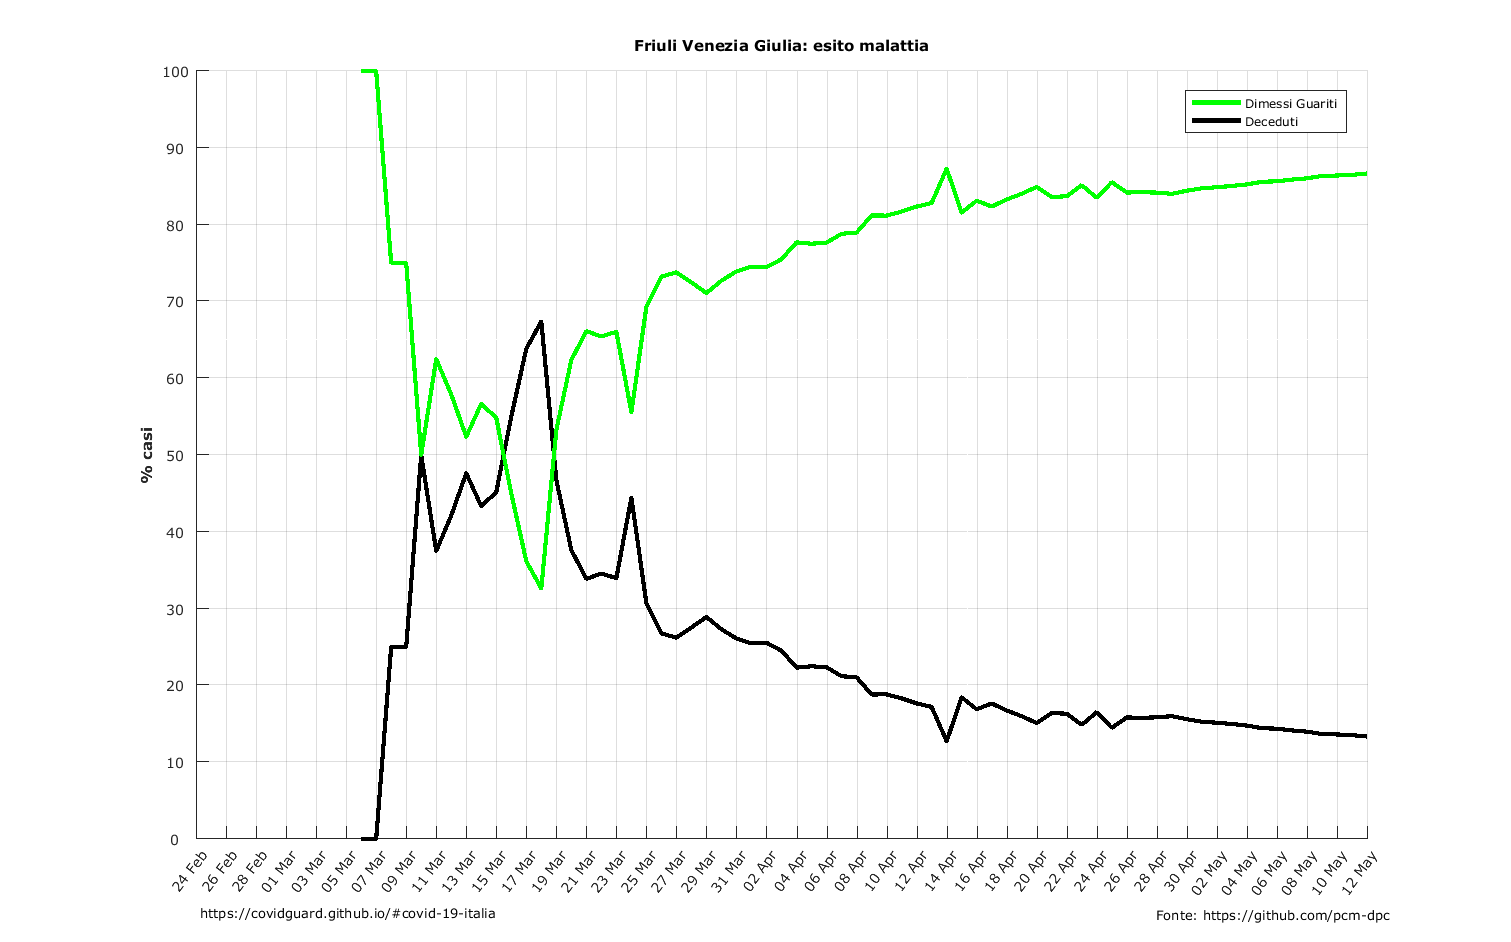 Friuli Venezia Giulia: esito malattia
100
90
80
70
60
50
40
30
20
10
0
% casi
Dimessi Guariti
Deceduti
24 Feb
26 Feb
28 Feb
01 Mar
03 Mar
05 Mar
07 Mar
09 Mar
11 Mar
13 Mar
15 Mar
17 Mar
19 Mar
21 Mar
23 Mar
25 Mar
27 Mar
29 Mar
31 Mar
02 Apr
04 Apr
06 Apr
08 Apr
10 Apr
12 Apr
14 Apr
16 Apr
18 Apr
20 Apr
22 Apr
24 Apr
26 Apr
28 Apr
30 Apr
02 May
04 May
06 May
08 May
10 May
12 May
https://covidguard.github.io/#covid-19-italia
Fonte: https://github.com/pcm-dpc